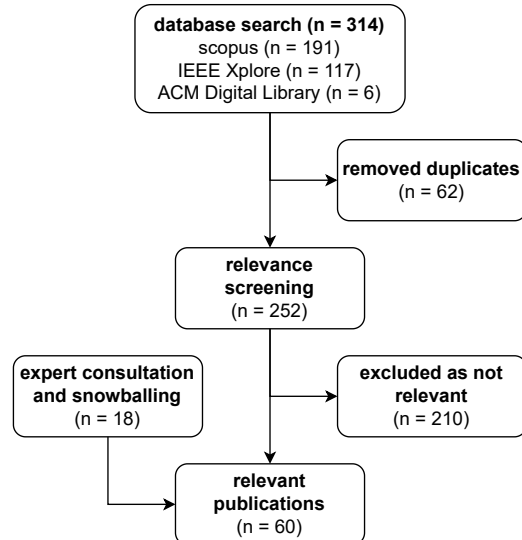 database search (n = 314)
scopus (n = 191)
IEEE Xplore (n = 117)
ACM Digital Library (n = 6)
removed duplicates
(n = 62)
relevance
screening
(n = 252)
expert consultation
and snowballing
(n = 18)
excluded as not
relevant
(n = 210)
relevant
publications
(n = 60)